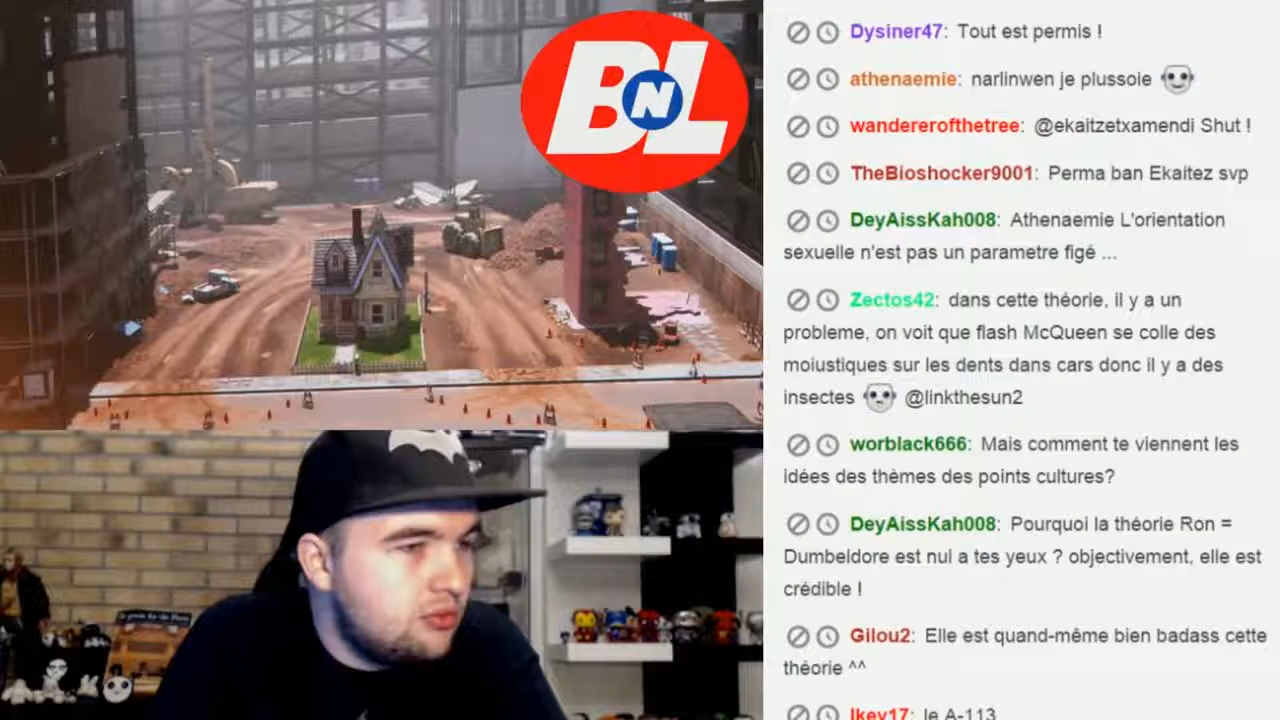 BnL
Dysiner47: Tout est permis !
athenaemie: narlinwen je plussoie
wandererofthetree: @ekaitzetxamendi Shut !
TheBioshocker9001: Perma ban Ekaitez svp
DeyAissKah008: Athenaemie L'orientation
sexuelle n'est pas un parametre figé ...
Zectos42: dans cette théorie, il y a un
probleme, on voit que flash McQueen se colle des
moiustiques sur les dents dans cars donc il y a des
insectes @linkthesun2
worblack666: Mais comment te viennent les
idées des thèmes des points cultures?
DeyAissKah008: Pourquoi la théorie Ron =
Dumbeldore est nul a tes yeux ? objectivement, elle est
crédible !
Gilou2: Elle est quand-même bien badass cette
théorie ^^
Ikey17: le A-113